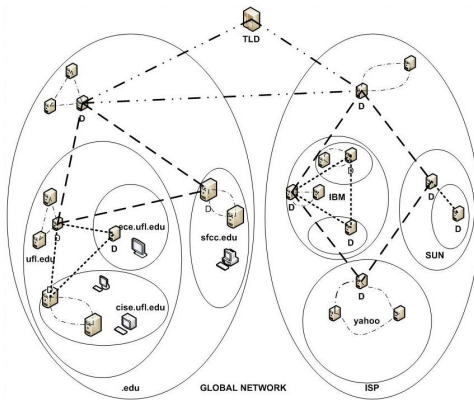 TLD
D
D
D
D
IBM
D
D
D
ece.ufl.edu
D
D
D
sfcc.edu
SUN
ufl.edu
D
cise.ufl.edu
yahoo
.edu
GLOBAL NETWORK
ISP